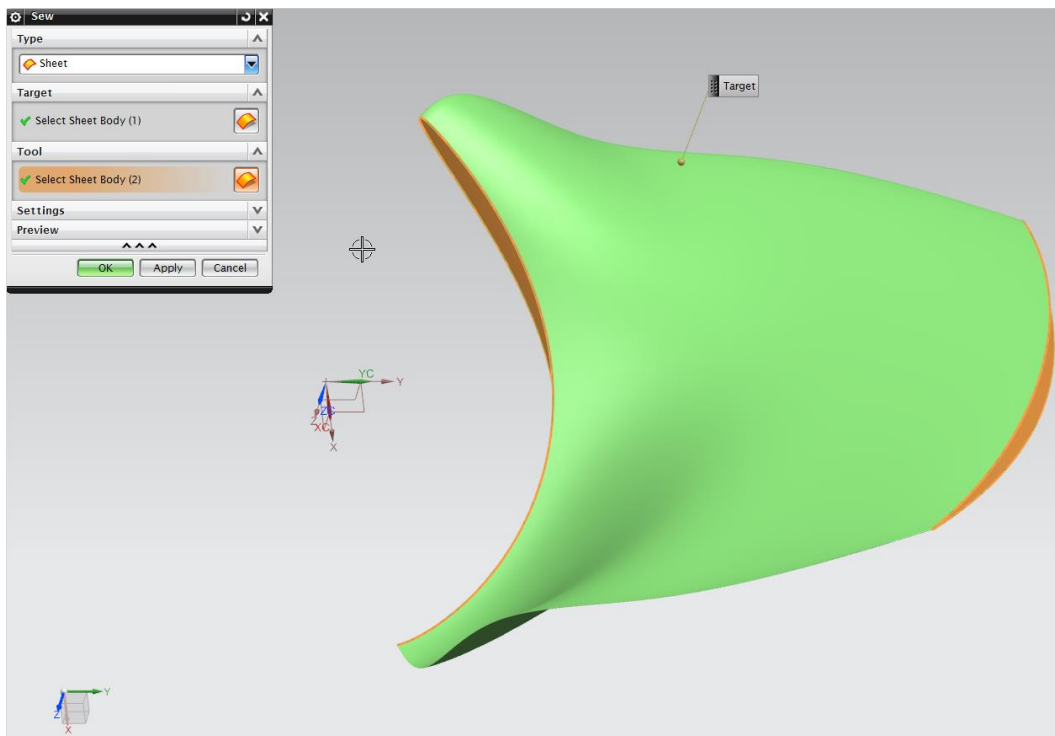 Sew
Type
Sheet
Target
Select Sheet Body (1)
Tool
Select Sheet Body (2)
Settings
Preview
OK Apply Cancel
Target
YC Y
Z ZC
XC
X
Y
Z
X